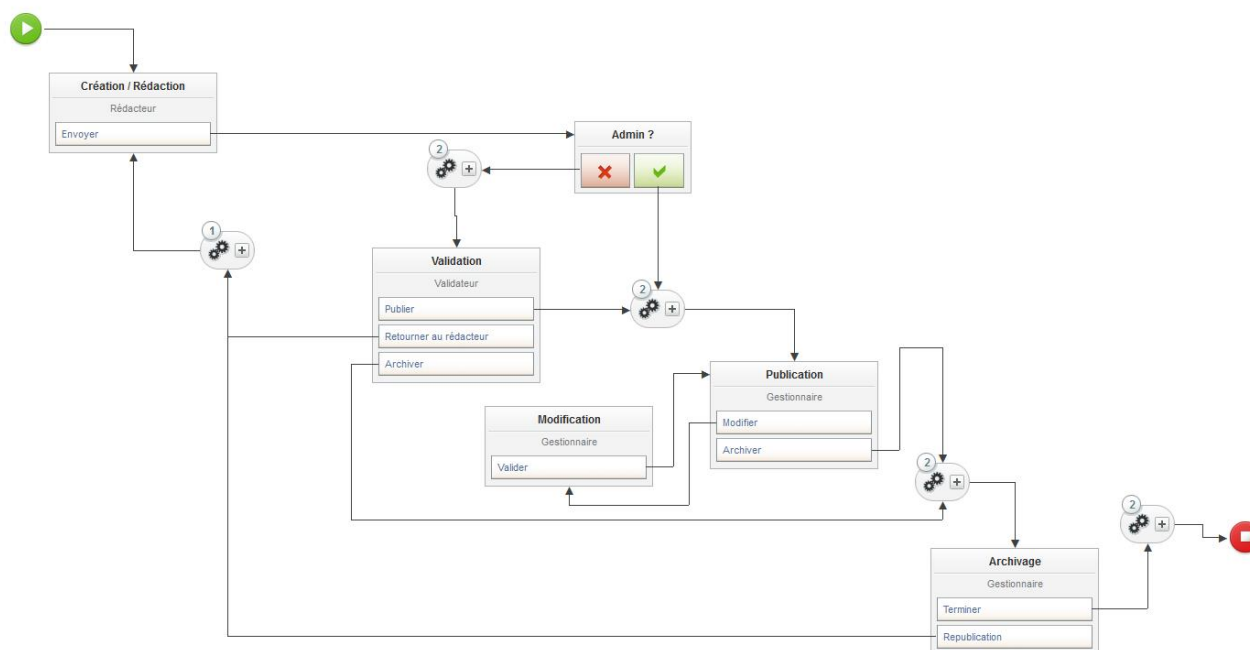 Création / Rédaction
Rédacteur
Envoyer
Admin ?
2
1
Validation
Validateur
Publier
Retourner au rédacteur
Archiver
2
Publication
Gestionnaire
Modifier
Archiver
Modification
Gestionnaire
Valider
2
2
Archivage
Gestionnaire
Terminer
Republication